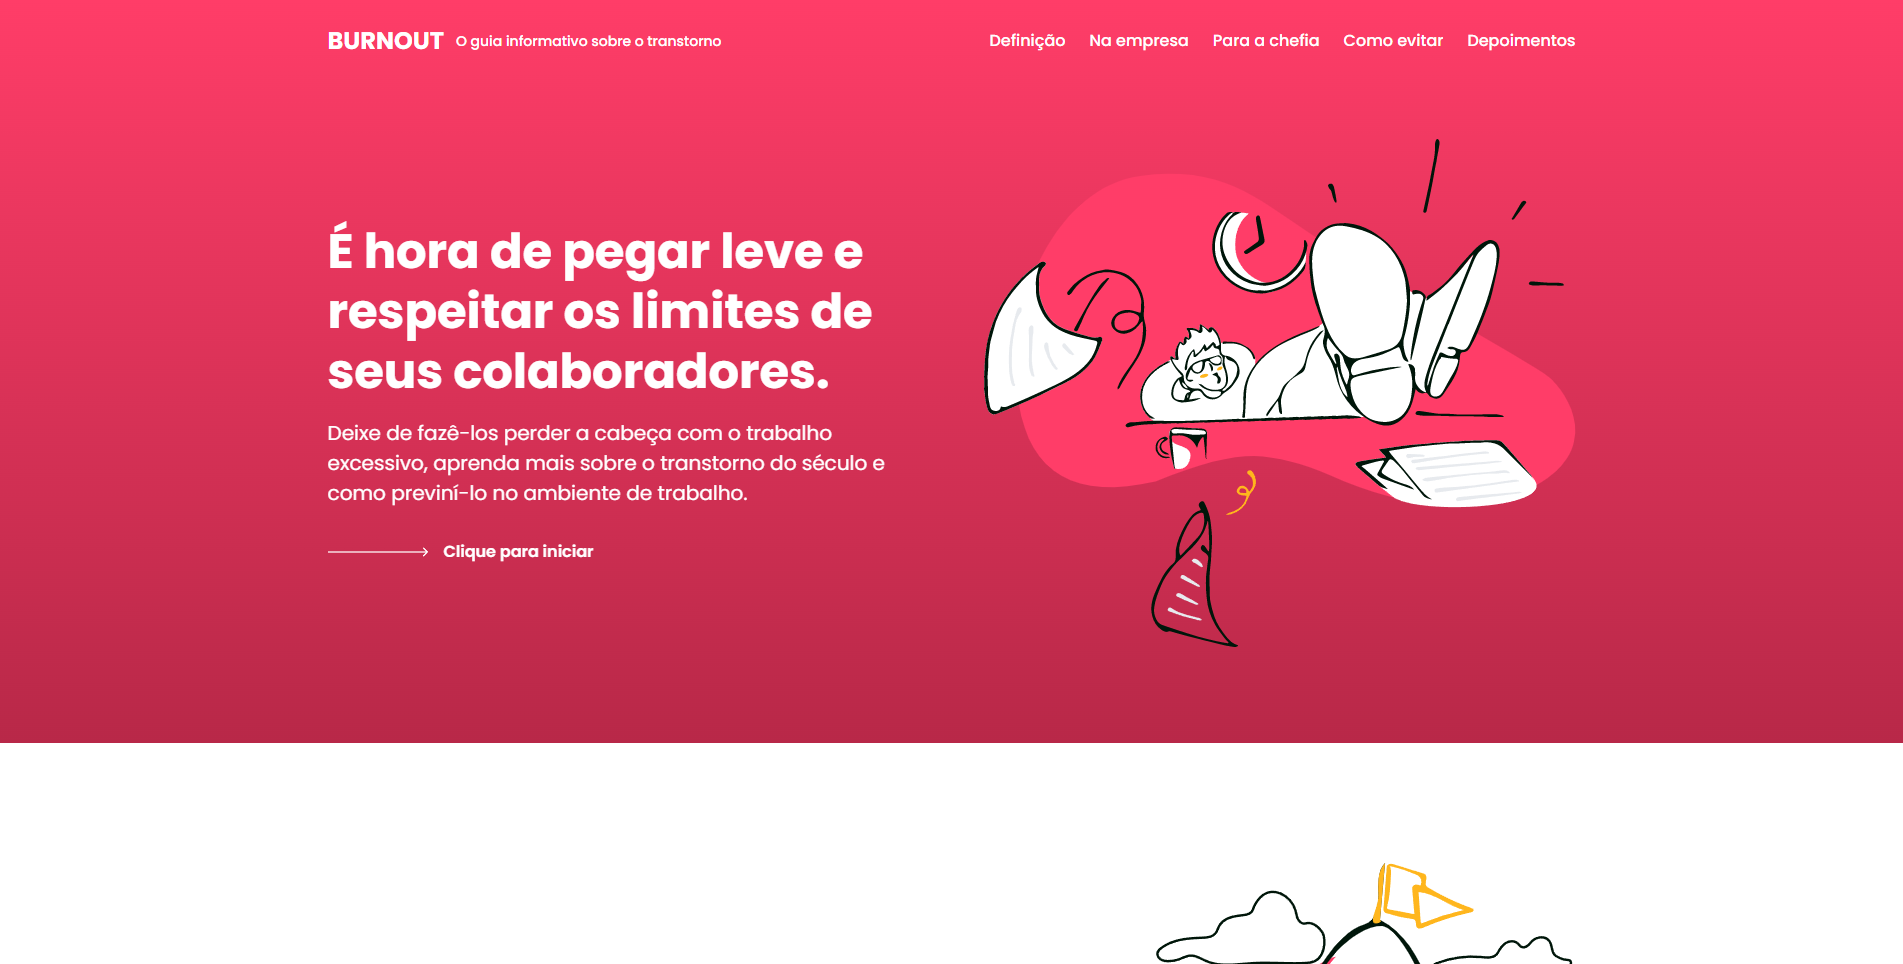 BURNOUT O guia informativo sobre o transtorno
Definição Na empresa Para a chefia Como evitar Depoimentos
É hora de pegar leve e
respeitar os limites de
seus colaboradores.
Deixe de fazê-los perder a cabeça com o trabalho
excessivo, aprenda mais sobre o transtorno do século e
como previní-lo no ambiente de trabalho.
Clique para iniciar